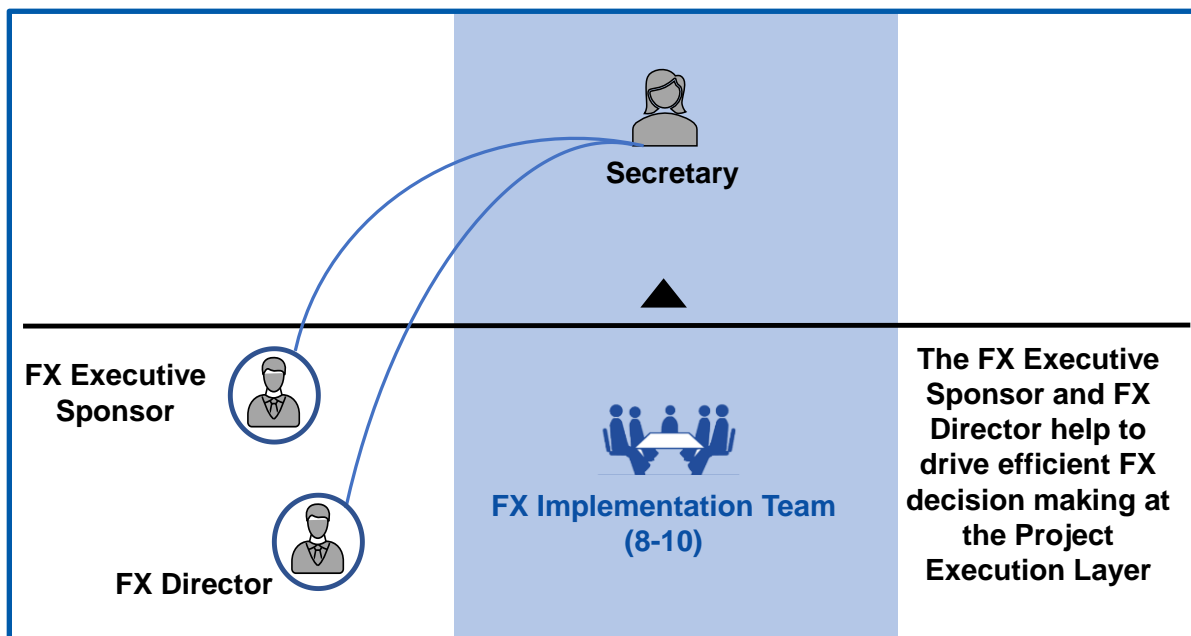 Secretary
FX Executive
Sponsor
FX Director
FX Implementation Team
(8-10)
The FX Executive
Sponsor and FX
Director help to
drive efficient FX
decision making at
the Project
Execution Layer